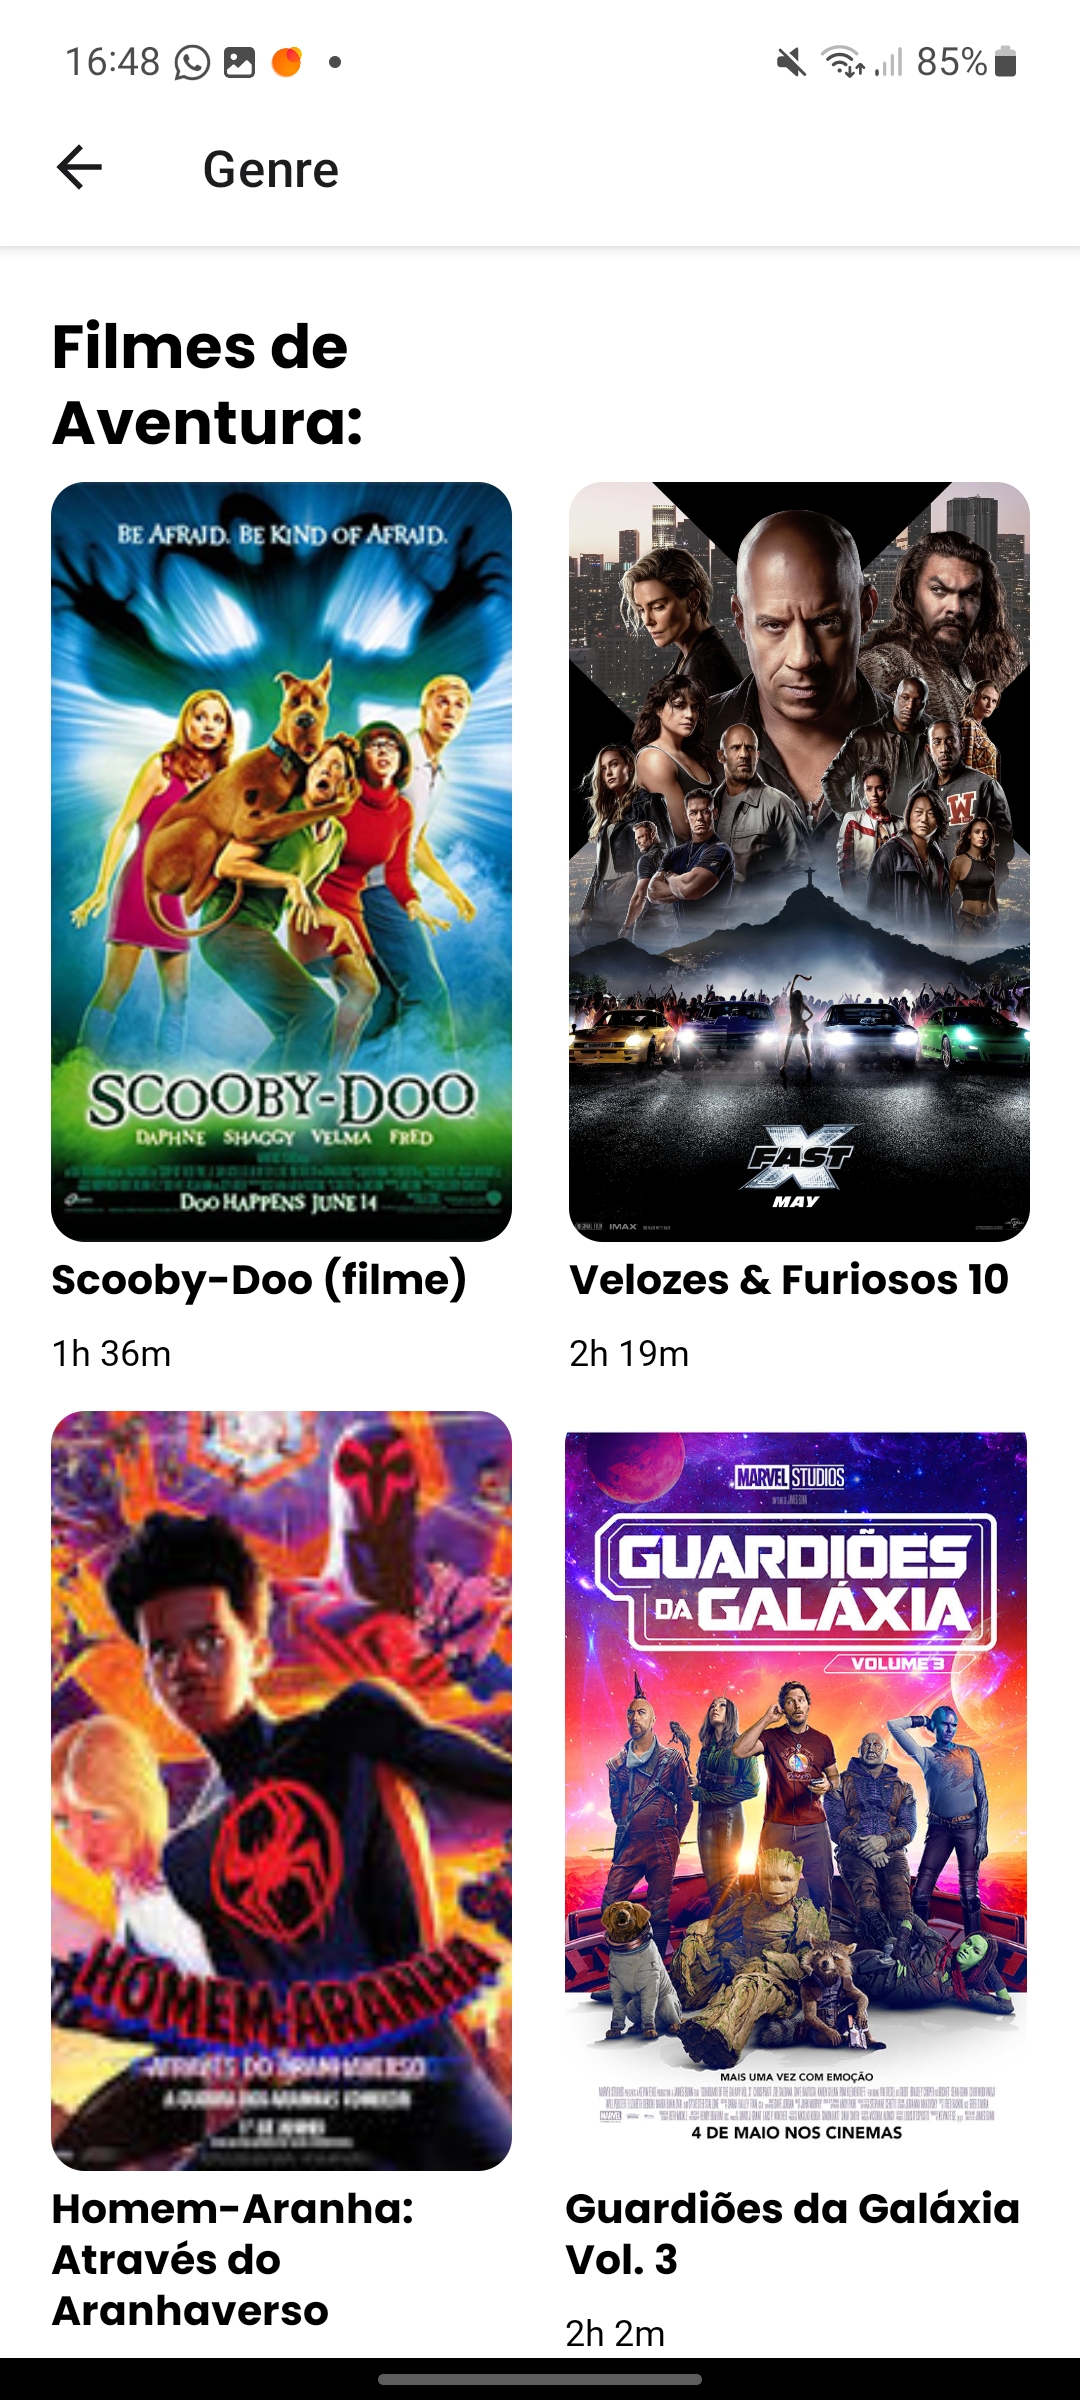 16:48
85%
Genre
Filmes de
Aventura:
BE AFRAID. BE KIND OF AFRAID.
SCOOBY-DOO
DAPHNE SHAGGY VELMA FRED
DOO HAPPENS JUNE 14
W
FAST X
MAY
IMAX
Scooby-Doo (filme)
Velozes & Furiosos 10
1h 36m
2h 19m
HOMEM-ARANHA
ATRAVÉS DO ARANHAVERSO
MARVEL STUDIOS
GUARDIÕES
DA GALÁXIA
VOLUME 3
MAIS UMA VEZ COM EMOÇÃO
MARVEL
4 DE MAIO NOS CINEMAS
Homem-Aranha:
Através do
Aranhaverso
Guardiões da Galáxia
Vol. 3
2h 2m